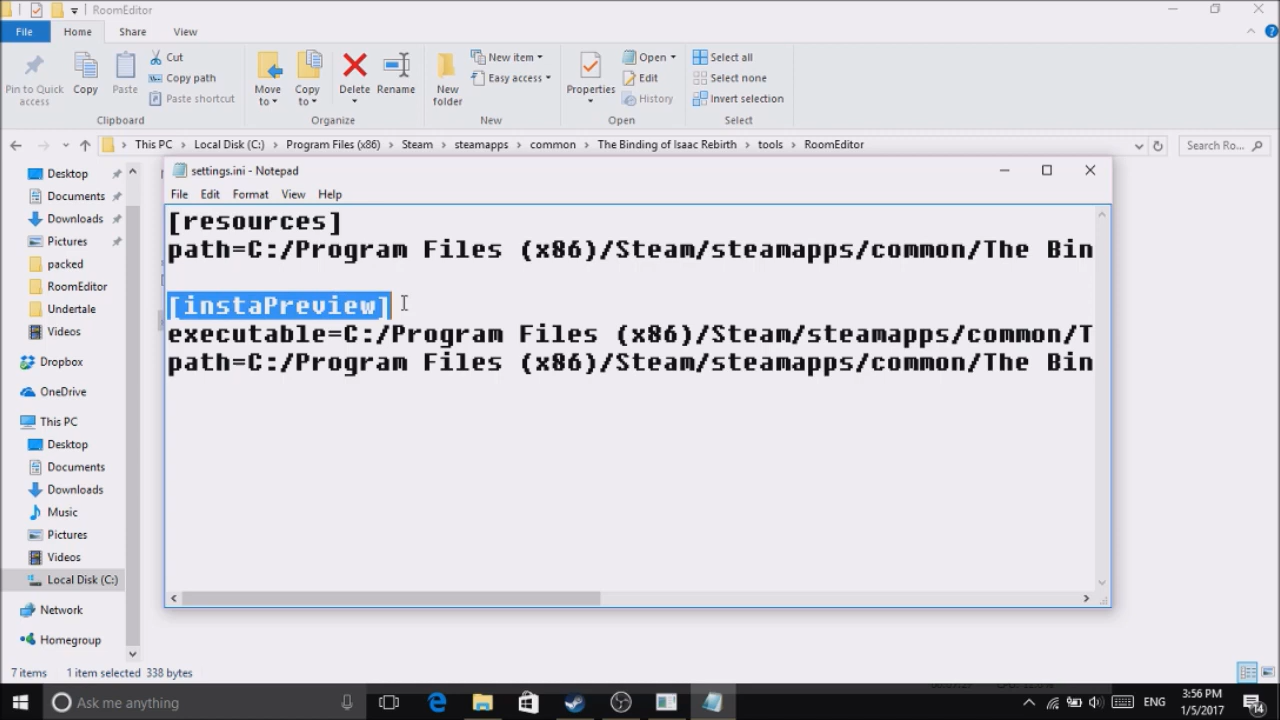 RoomEditor
File Home Share View
Pin to Quick access
Copy
Paste
Cut
Copy path
Paste shortcut
Clipboard
Move to
Copy to
Delete
Rename
Organize
New folder
New item
Easy access
New
Properties
Open
Edit
History
Open
Select all
Select none
Invert selection
Select
This PC Local Disk (C:) Program Files (x86) Steam steamapps common The Binding of Isaac Rebirth tools RoomEditor
Search Ro...
Desktop
Documents
Downloads
Pictures
packed
RoomEditor
Undertale
Videos
Dropbox
OneDrive
This PC
Desktop
Documents
Downloads
Music
Pictures
Videos
Local Disk (C:)
Network
Homegroup
settings.ini - Notepad
File Edit Format View Help
[resources]
path=C:/Program Files (x86)/Steam/steamapps/common/The Bin
[instaPreview]
executable=C:/Program Files (x86)/Steam/steamapps/common/T
path=C:/Program Files (x86)/Steam/steamapps/common/The Bin
7 items 1 item selected 338 bytes
Ask me anything
ENG
3:56 PM
1/5/2017
14